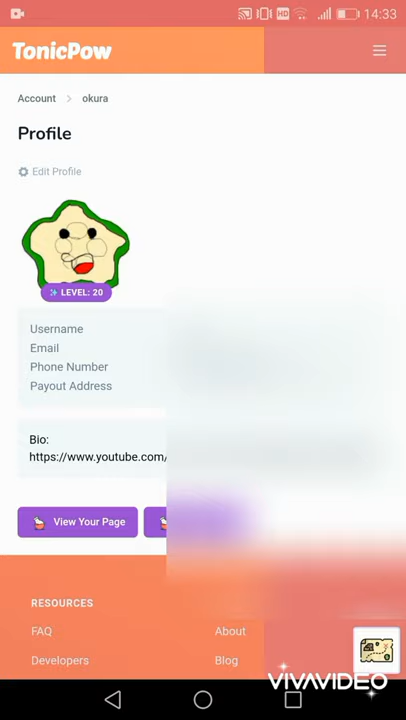 HD 14:33
TonicPow
Account > okura
Profile
Edit Profile
LEVEL: 20
Username
Email
Phone Number
Payout Address
Bio:
https://www.youtube.com/
View Your Page
RESOURCES
FAQ About
Developers Blog
VIVAVIDEO